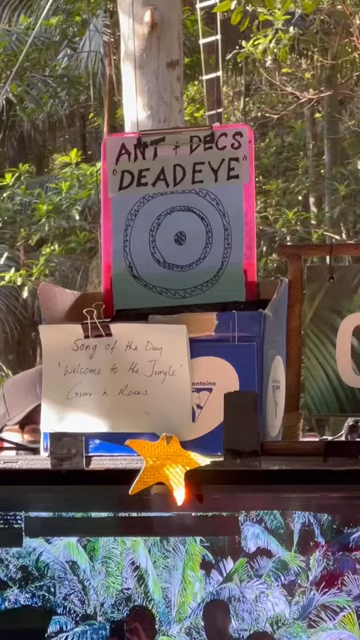 ANT + DECS
"DEADEYE"
Song of the Day
'Welcome to the Jungle'
Guns n Roses.